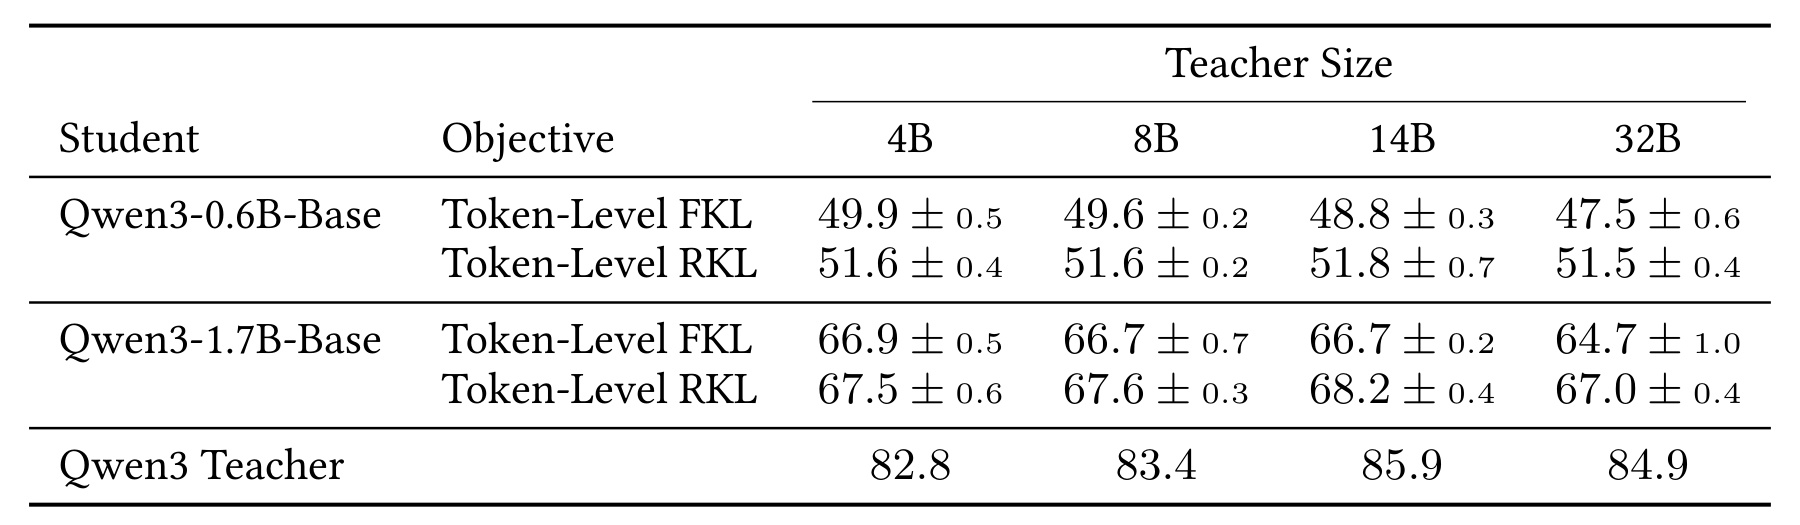 Teacher Size
Student Objective 4B 8B 14B 32B
Qwen3-0.6B-Base Token-Level FKL 49.9 ± 0.5 49.6 ± 0.2 48.8 ± 0.3 47.5 ± 0.6
Token-Level RKL 51.6 ± 0.4 51.6 ± 0.2 51.8 ± 0.7 51.5 ± 0.4
Qwen3-1.7B-Base Token-Level FKL 66.9 ± 0.5 66.7 ± 0.7 66.7 ± 0.2 64.7 ± 1.0
Token-Level RKL 67.5 ± 0.6 67.6 ± 0.3 68.2 ± 0.4 67.0 ± 0.4
Qwen3 Teacher 82.8 83.4 85.9 84.9